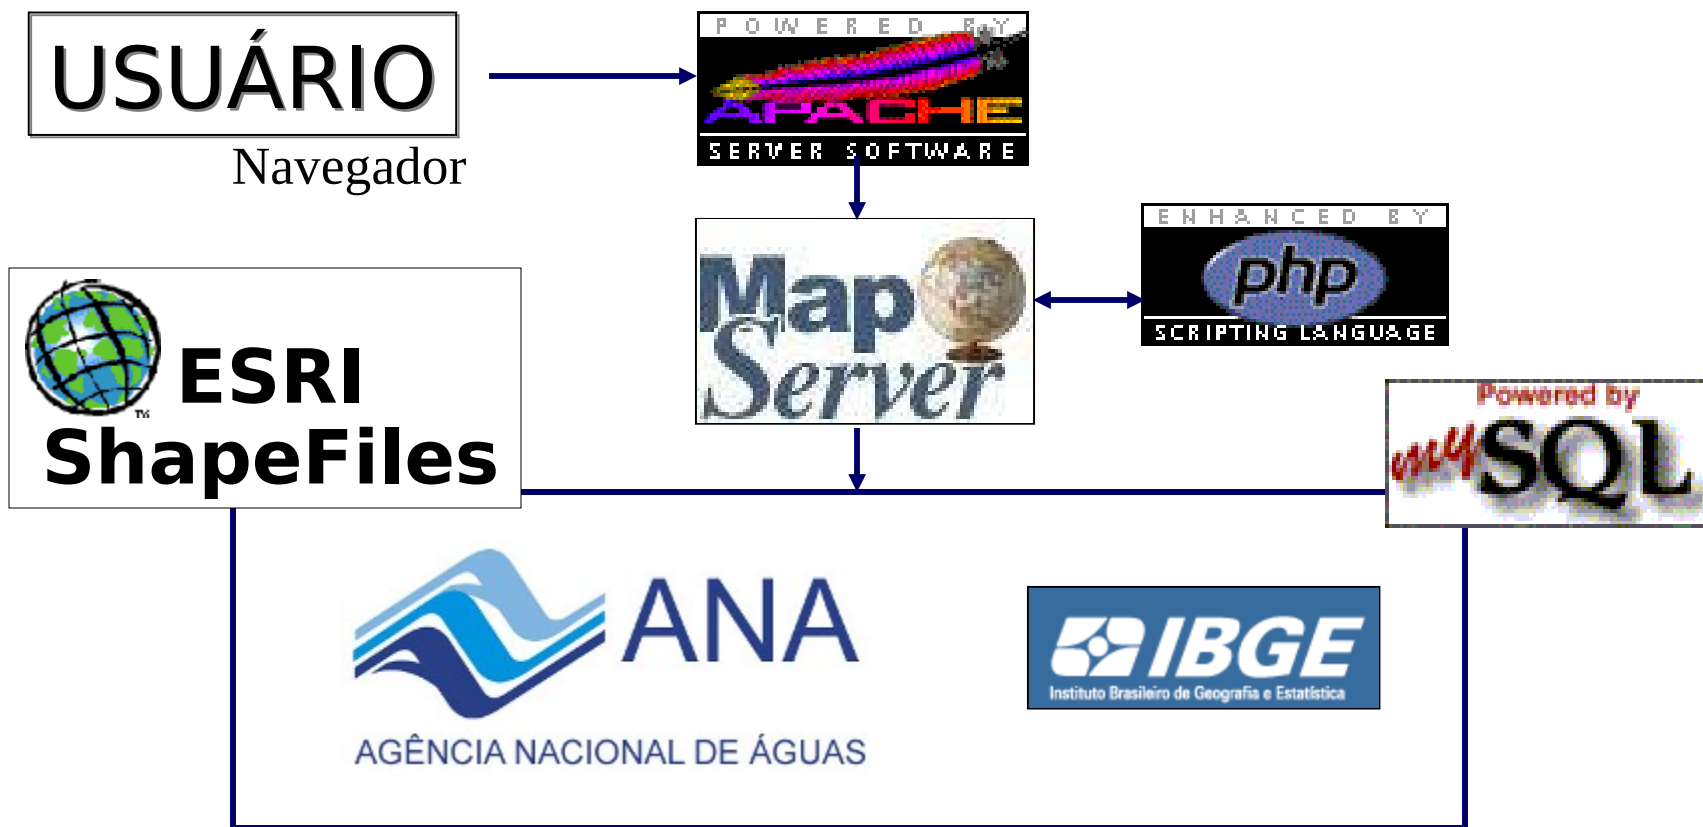 USUÁRIO
Navegador
POWERED BY
APACHE
SERVER SOFTWARE
Map
Server
ENHANCED BY
php
SCRIPTING LANGUAGE
ESRI
ShapeFiles
TM
Powered by
mySQL
ANA
AGÊNCIA NACIONAL DE ÁGUAS
IBGE
Instituto Brasileiro de Geografia e Estatística